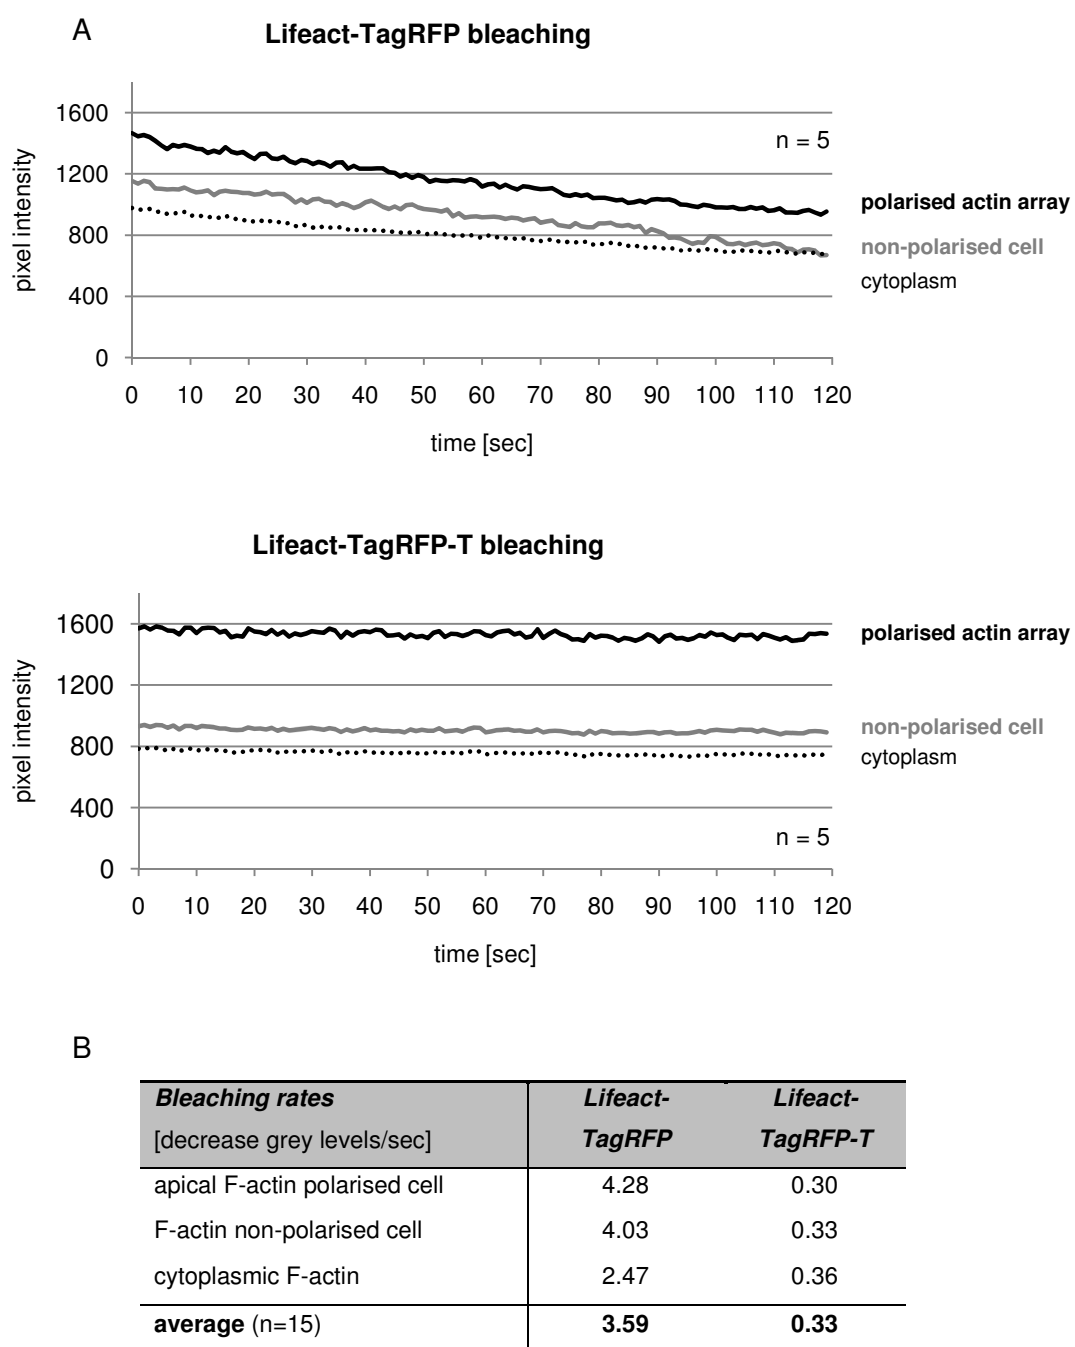 A
Lifeact-TagRFP bleaching
1600
1200
800
400
0
pixel intensity
n = 5
polarised actin array
non-polarised cell
cytoplasm
0 10 20 30 40 50 60 70 80 90 100 110 120
time [sec]
Lifeact-TagRFP-T bleaching
1600
1200
800
400
0
pixel intensity
polarised actin array
non-polarised cell
cytoplasm
n = 5
0 10 20 30 40 50 60 70 80 90 100 110 120
time [sec]
B
Bleaching rates Lifeact- Lifeact-
[decrease grey levels/sec] TagRFP TagRFP-T
apical F-actin polarised cell 4.28 0.30
F-actin non-polarised cell 4.03 0.33
cytoplasmic F-actin 2.47 0.36
average (n=15) 3.59 0.33